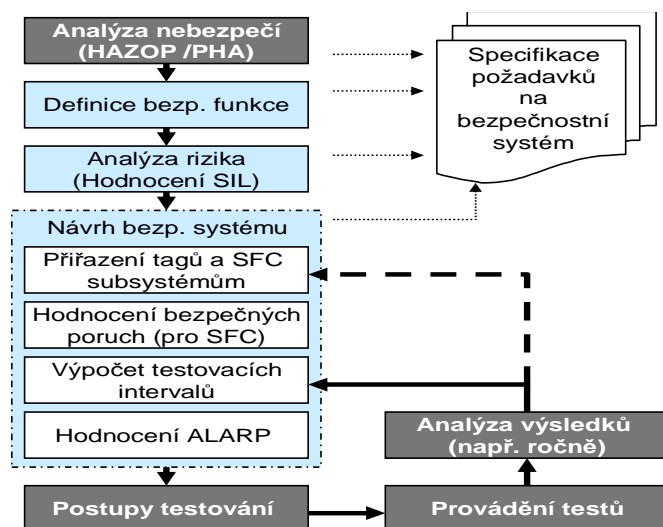 Analýza nebezpečí
(HAZOP /PHA)
Definice bezp. funkce
Analýza rizika
(Hodnocení SIL)
Návrh bezp. systému
Přiřazení tagů a SFC
subsystémům
Hodnocení bezpečných
poruch (pro SFC)
Výpočet testovacích
intervalů
Hodnocení ALARP
Postupy testování
Specifikace
požadavků
na
bezpečnostní
systém
Analýza výsledků
(např. ročně)
Provádění testů